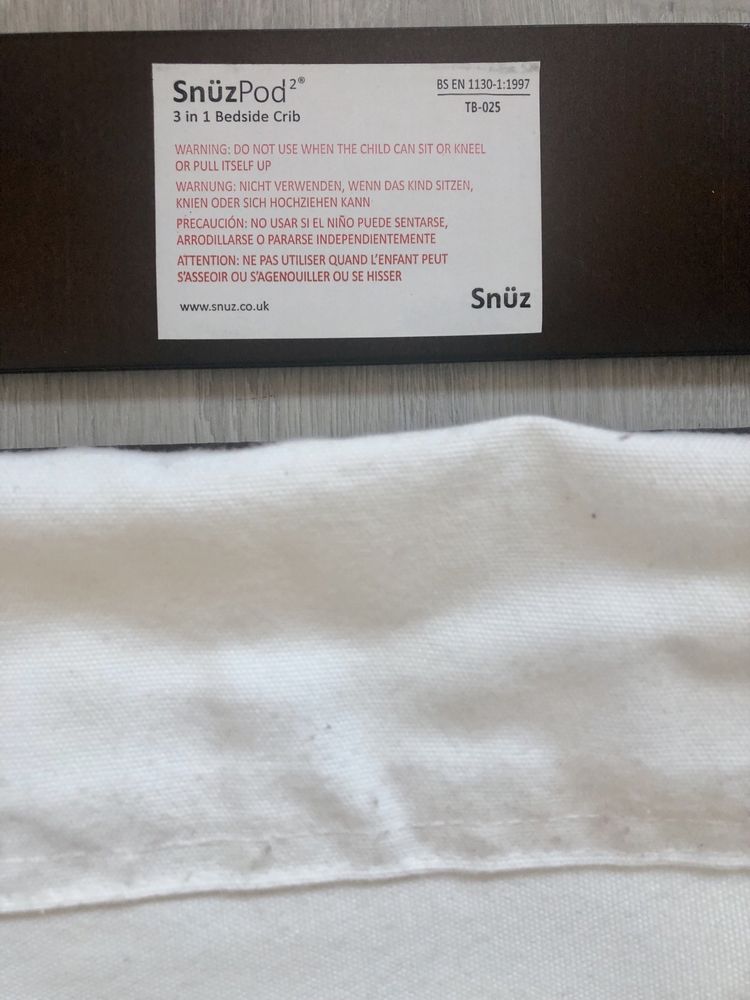 SnüzPod2®
3 in 1 Bedside Crib
BS EN 1130-1:1997
TB-025
WARNING: DO NOT USE WHEN THE CHILD CAN SIT OR KNEEL
OR PULL ITSELF UP
WARNUNG: NICHT VERWENDEN, WENN DAS KIND SITZEN,
KNIEN ODER SICH HOCHZIEHEN KANN
PRECAUCIÓN: NO USAR SI EL NIÑO PUEDE SENTARSE,
ARRODILLARSE O PARARSE INDEPENDIENTEMENTE
ATTENTION: NE PAS UTILISER QUAND L'ENFANT PEUT
S'ASSEOIR OU S'AGENOUILLER OU SE HISSER
www.snuz.co.uk
Snüz